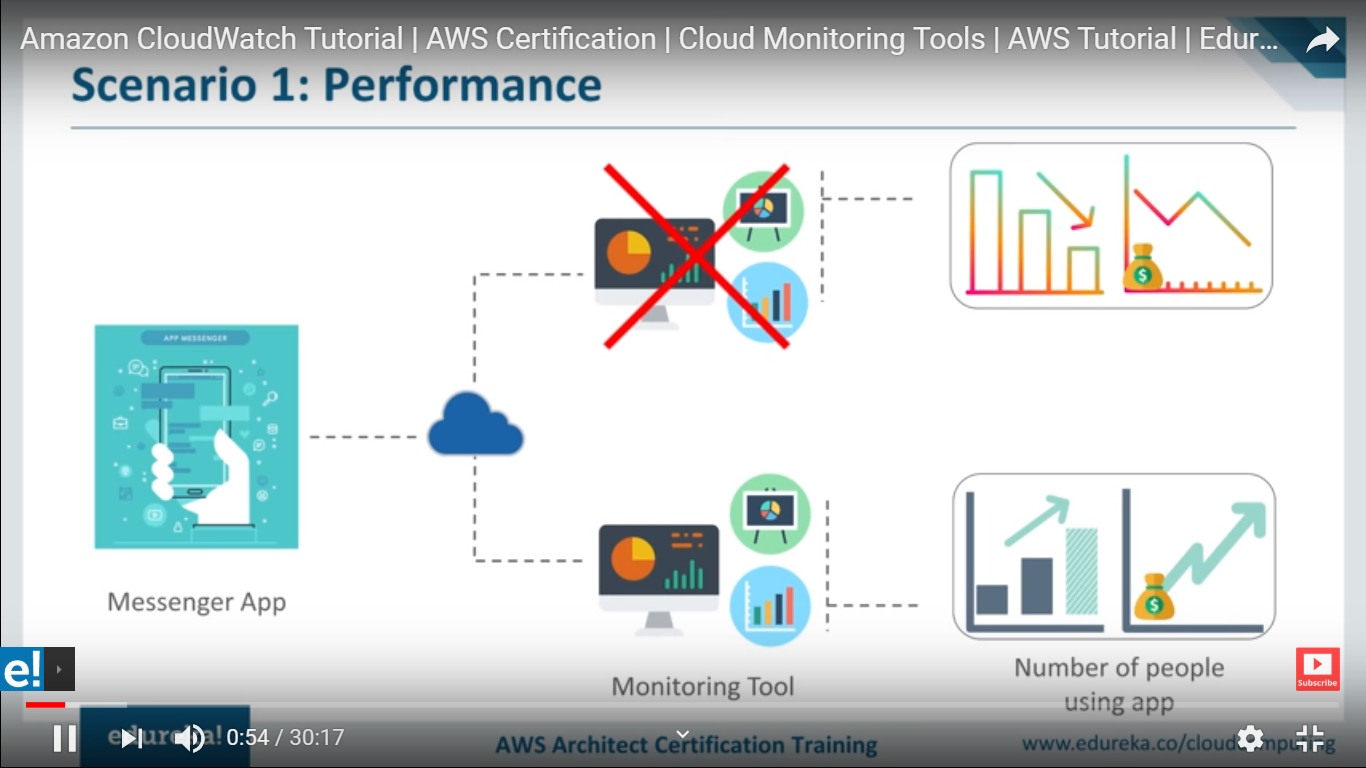 Amazon CloudWatch Tutorial | AWS Certification | Cloud Monitoring Tools | AWS Tutorial | Edur...
Scenario 1: Performance
APP MESSENGER
$
Messenger App
$
Monitoring Tool
Number of people
using app
e!
Subscribe
edureka!
0:54 / 30:17
AWS Architect Certification Training
www.edureka.co/cloudcomputing